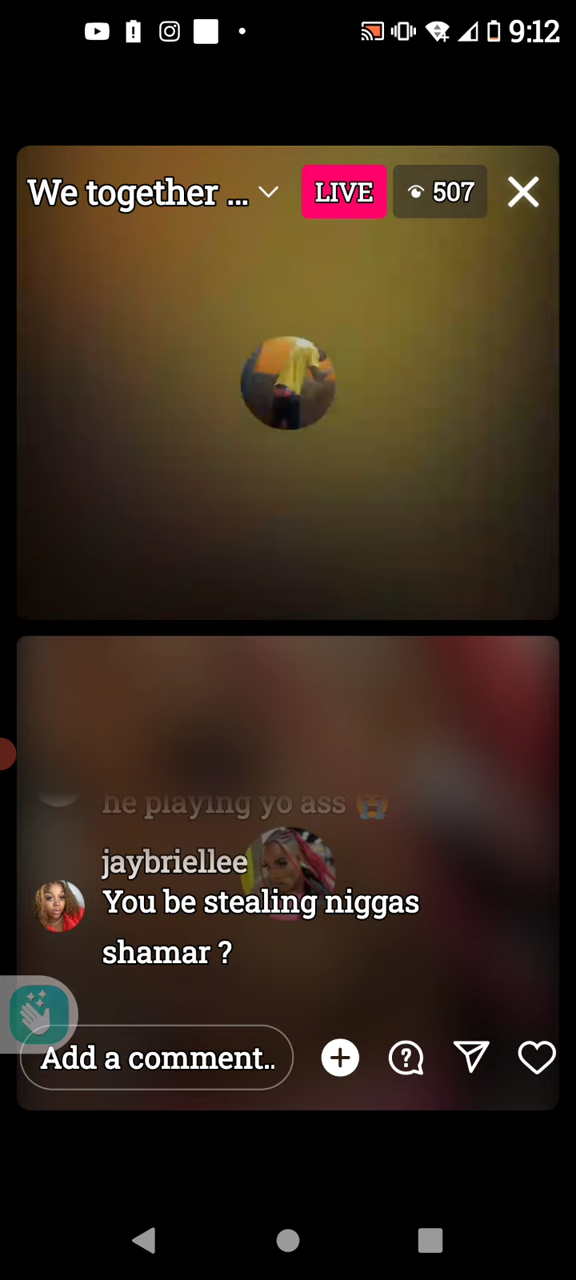 9:12
We together ...
LIVE
507
he playing yo ass 😭
jaybriellee
You be stealing niggas
shamar ?
Add a comment..